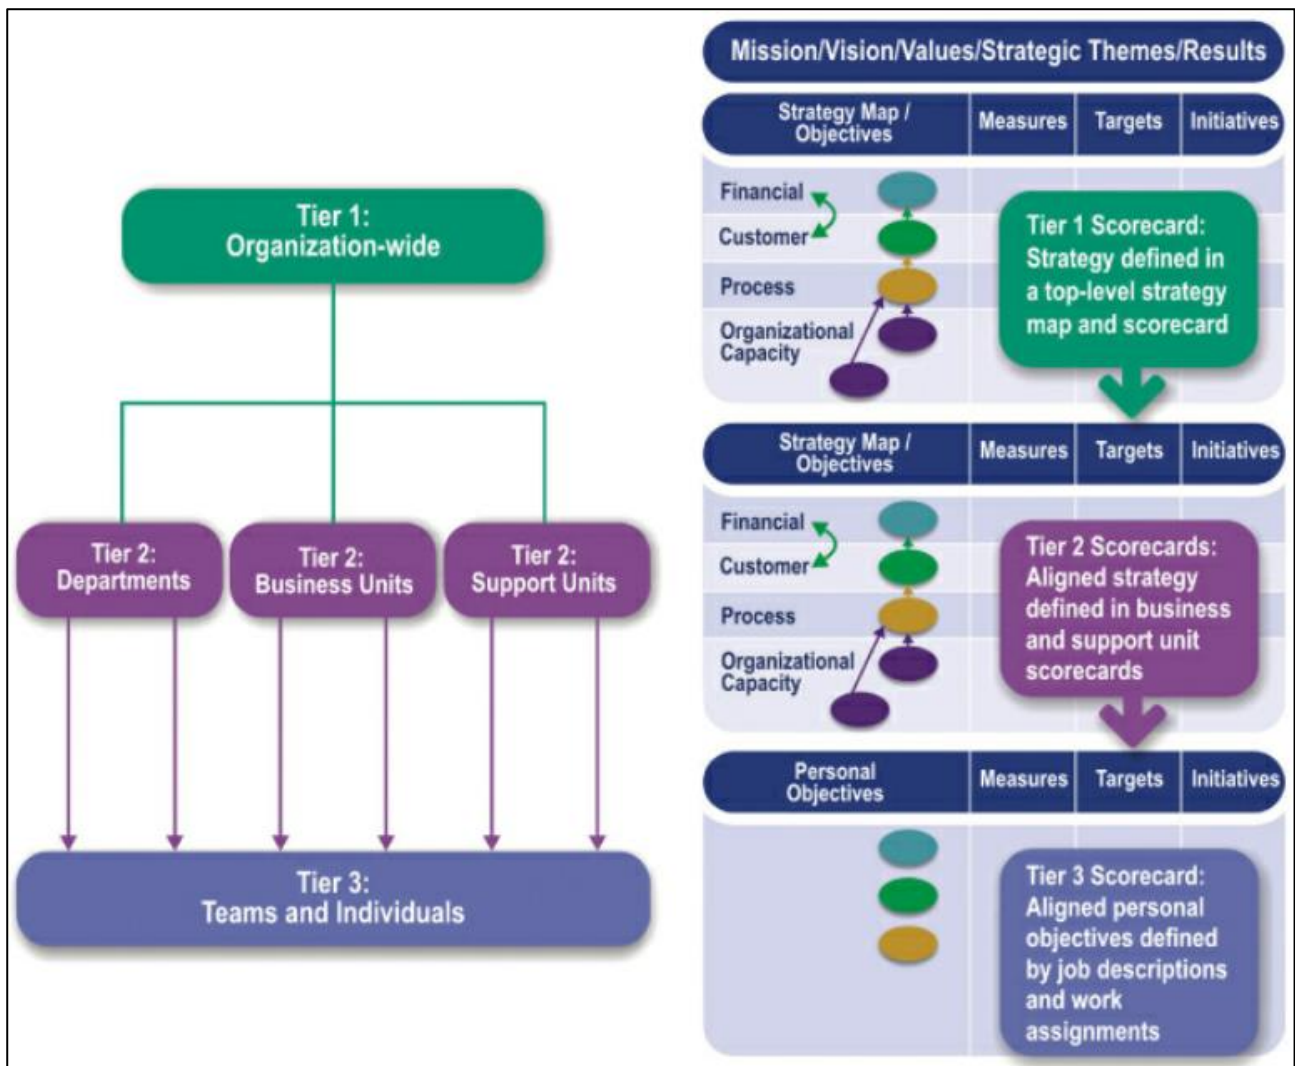 Tier 1:
Organization-wide
Tier 2:
Departments
Tier 2:
Business Units
Tier 2:
Support Units
Tier 3:
Teams and Individuals
Mission/Vision/Values/Strategic Themes/Results
Strategy Map /
Objectives
Measures
Targets
Initiatives
Financial
Customer
Process
Organizational
Capacity
Tier 1 Scorecard:
Strategy defined in
a top-level strategy
map and scorecard
Strategy Map /
Objectives
Measures
Targets
Initiatives
Financial
Customer
Process
Organizational
Capacity
Tier 2 Scorecards:
Aligned strategy
defined in business
and support unit
scorecards
Personal
Objectives
Measures
Targets
Initiatives
Tier 3 Scorecard:
Aligned personal
objectives defined
by job descriptions
and work
assignments